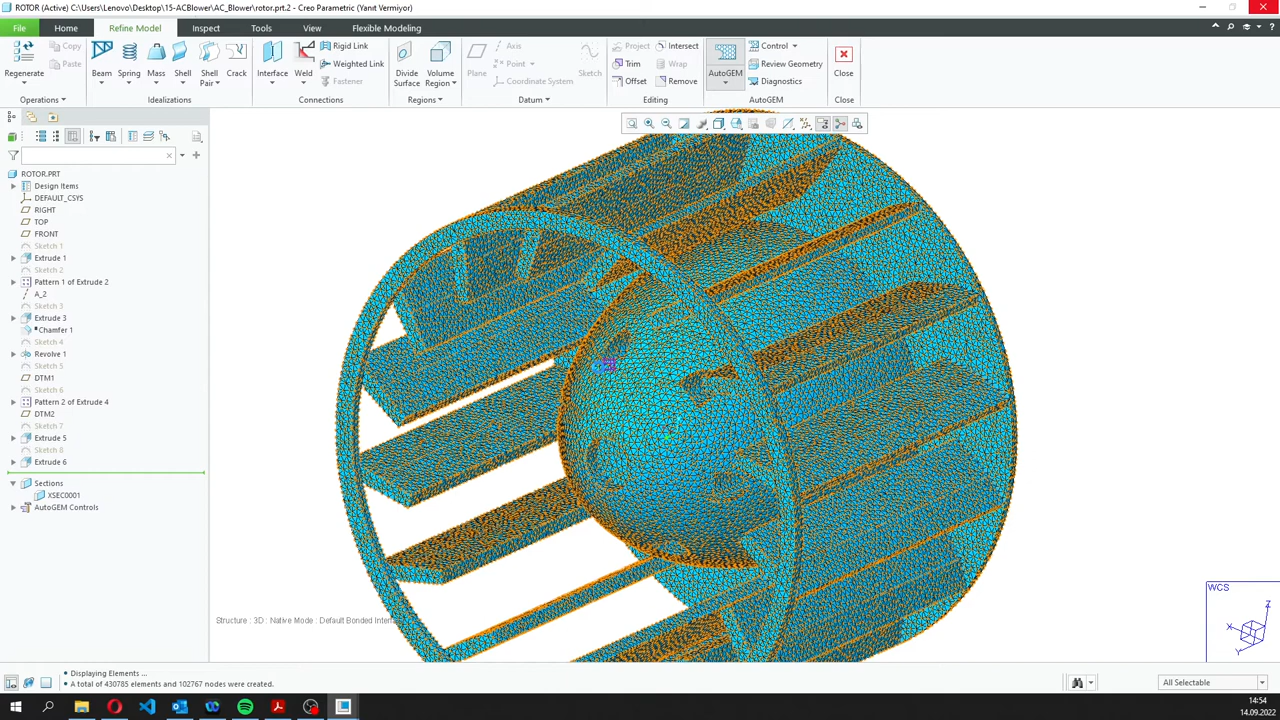 ROTOR (Active) C:\Users\Lenovo\Desktop\15-ACBlower\AC_Blower\rotor.prt.2 - Creo Parametric (Yanıt Vermiyor)
File Home Refine Model Inspect Tools View Flexible Modeling
Regenerate
Copy
Paste
Operations
Beam Spring Mass Shell Shell Pair Crack
Idealizations
Interface Weld
Rigid Link
Weighted Link
Fastener
Connections
Divide Surface Volume Region
Regions
Plane
Axis
Point
Coordinate System
Sketch
Datum
Project Intersect
Trim Wrap
Offset Remove
Editing
AutoGEM
Control
Review Geometry
Diagnostics
AutoGEM
Close
Close
ROTOR.PRT
Design Items
DEFAULT_CSYS
RIGHT
TOP
FRONT
Sketch 1
Extrude 1
Sketch 2
Pattern 1 of Extrude 2
A_2
Sketch 3
Extrude 3
Chamfer 1
Sketch 4
Revolve 1
Sketch 5
DTM1
Sketch 6
Pattern 2 of Extrude 4
DTM2
Sketch 7
Extrude 5
Sketch 8
Extrude 6
Sections
XSEC0001
AutoGEM Controls
Structure : 3D : Native Mode : Default Bonded
WCS
X
Y
Z
• Displaying Elements ...
• A total of 430785 elements and 102767 nodes were created.
All Selectable
14:54
14.09.2022